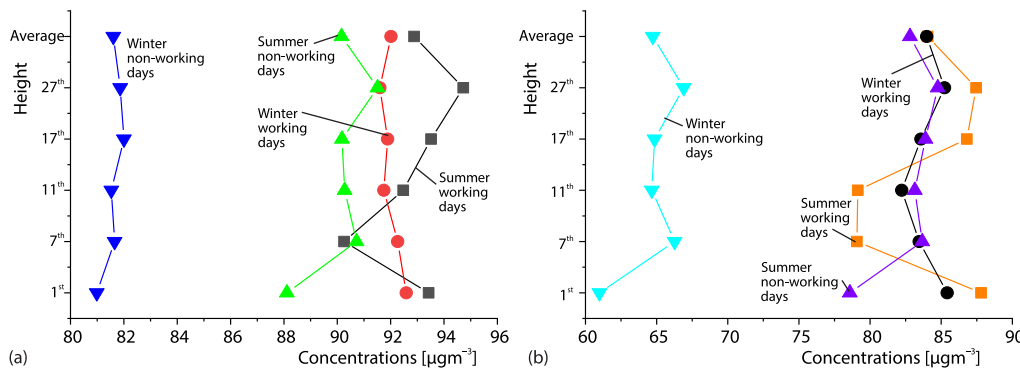 Height
Average
27th
17th
11th
7th
1st
Winter
non-working
days
Summer
non-working
days
Winter
working
days
Summer
working
days
80 82 84 86 88 90 92 94 96
(a)
Concentrations [µgm⁻³]
Height
Average
27th
17th
11th
7th
1st
Winter
working
days
Winter
non-working
days
Summer
working
days
Summer
non-working
days
60 65 70 75 80 85 90
(b)
Concentrations [µgm⁻³]